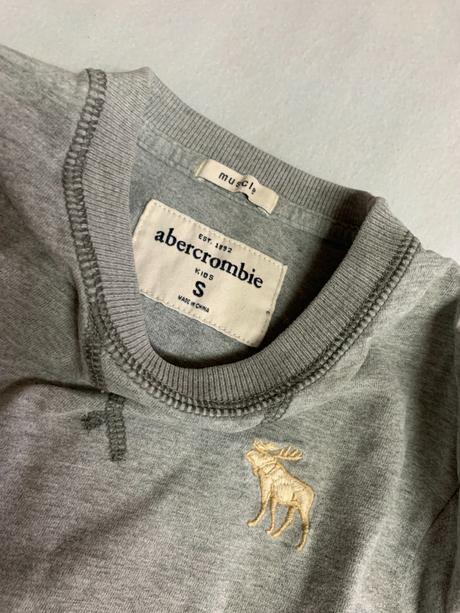 muscle
EST. 1892
abercrombie
KIDS
S
MADE IN CHINA